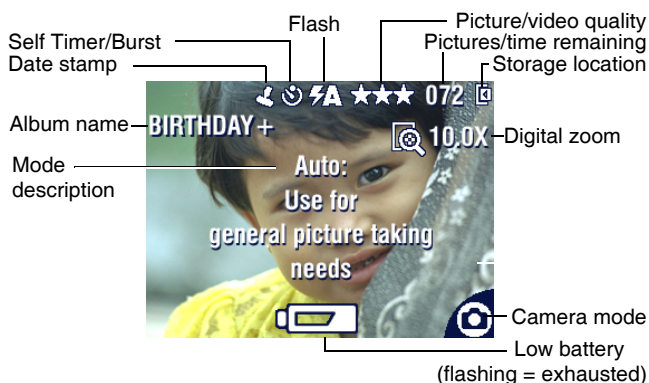 Flash
Picture/video quality
Self Timer/Burst
Pictures/time remaining
Date stamp
Storage location
072
Album name
BIRTHDAY+
10.0X
Digital zoom
Mode
description
Auto:
Use for
general picture taking
needs
Camera mode
Low battery
(flashing = exhausted)